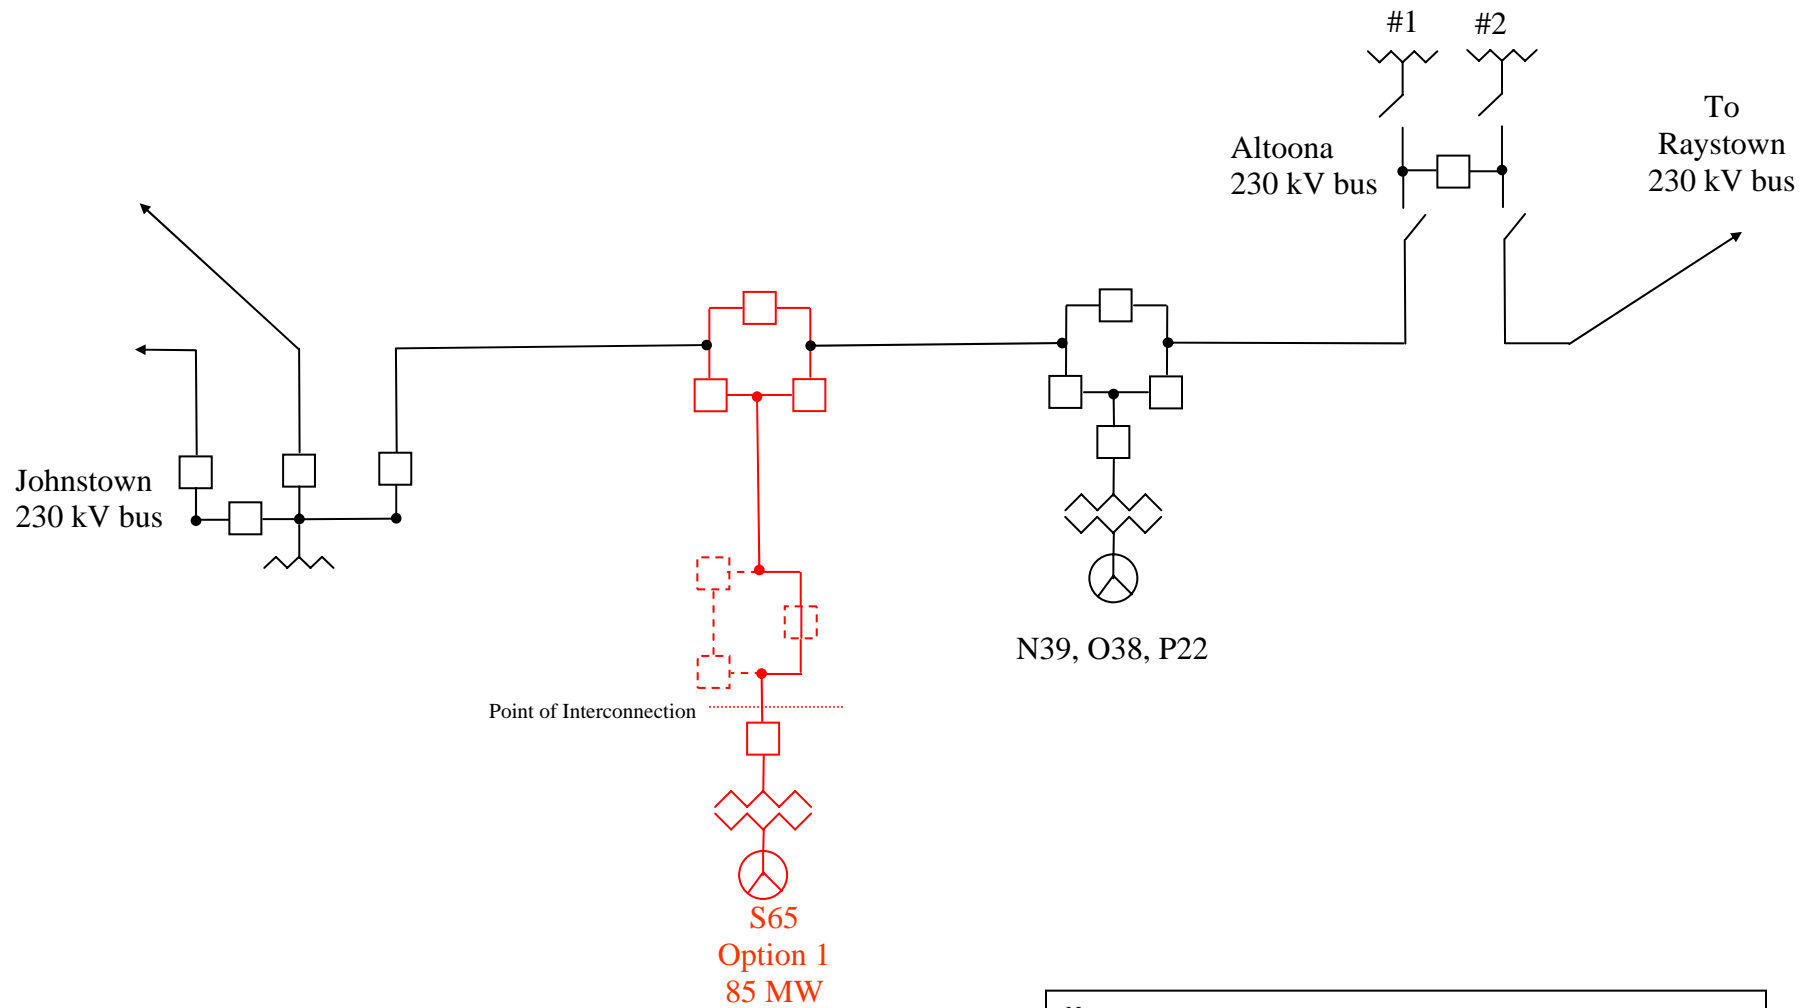 #1 #2
To
Raystown
230 kV bus
Altoona
230 kV bus
Johnstown
230 kV bus
N39, O38, P22
Point of Interconnection
S65
Option 1
85 MW